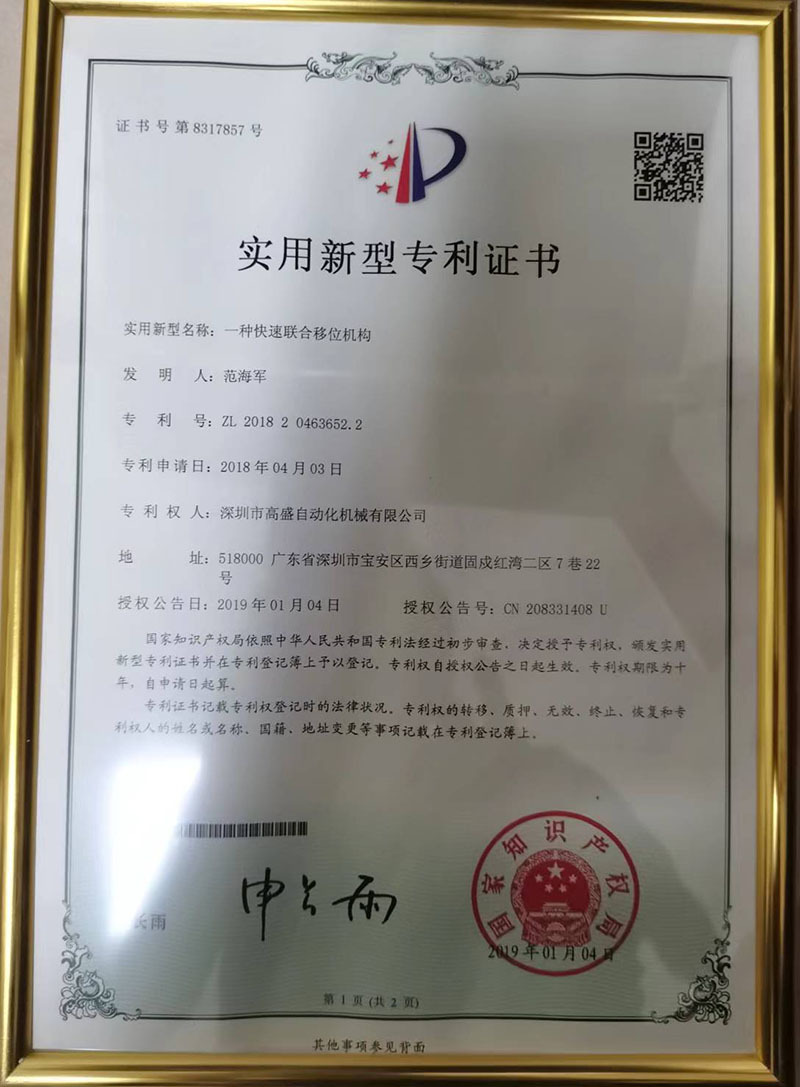 证书号第8317857号
实用新型专利证书
实用新型名称：一种快速联合移位机构
发明人：范海军
专利号：ZL 2018 2 0463652.2
专利申请日：2018年04月03日
专利权人：深圳市高盛自动化机械有限公司
地址：518000 广东省深圳市宝安区西乡街道固戍红湾二区7巷22
号
授权公告日：2019年01月04日 授权公告号：CN 208331408 U
国家知识产权局依照中华人民共和国专利法经过初步审查，决定授予专利权，颁发实用
新型专利证书并在专利登记簿上予以登记。专利权自授权公告之日起生效。专利权期限为十
年，自申请日起算。
专利证书记载专利权登记时的法律状况。专利权的转移、质押、无效、终止、恢复和专
利权人的姓名或名称、国籍、地址变更等事项记载在专利登记簿上。
长雨
申长雨
国家知识产权局
2019年01月04日
第1页(共2页)
其他事项参见背面